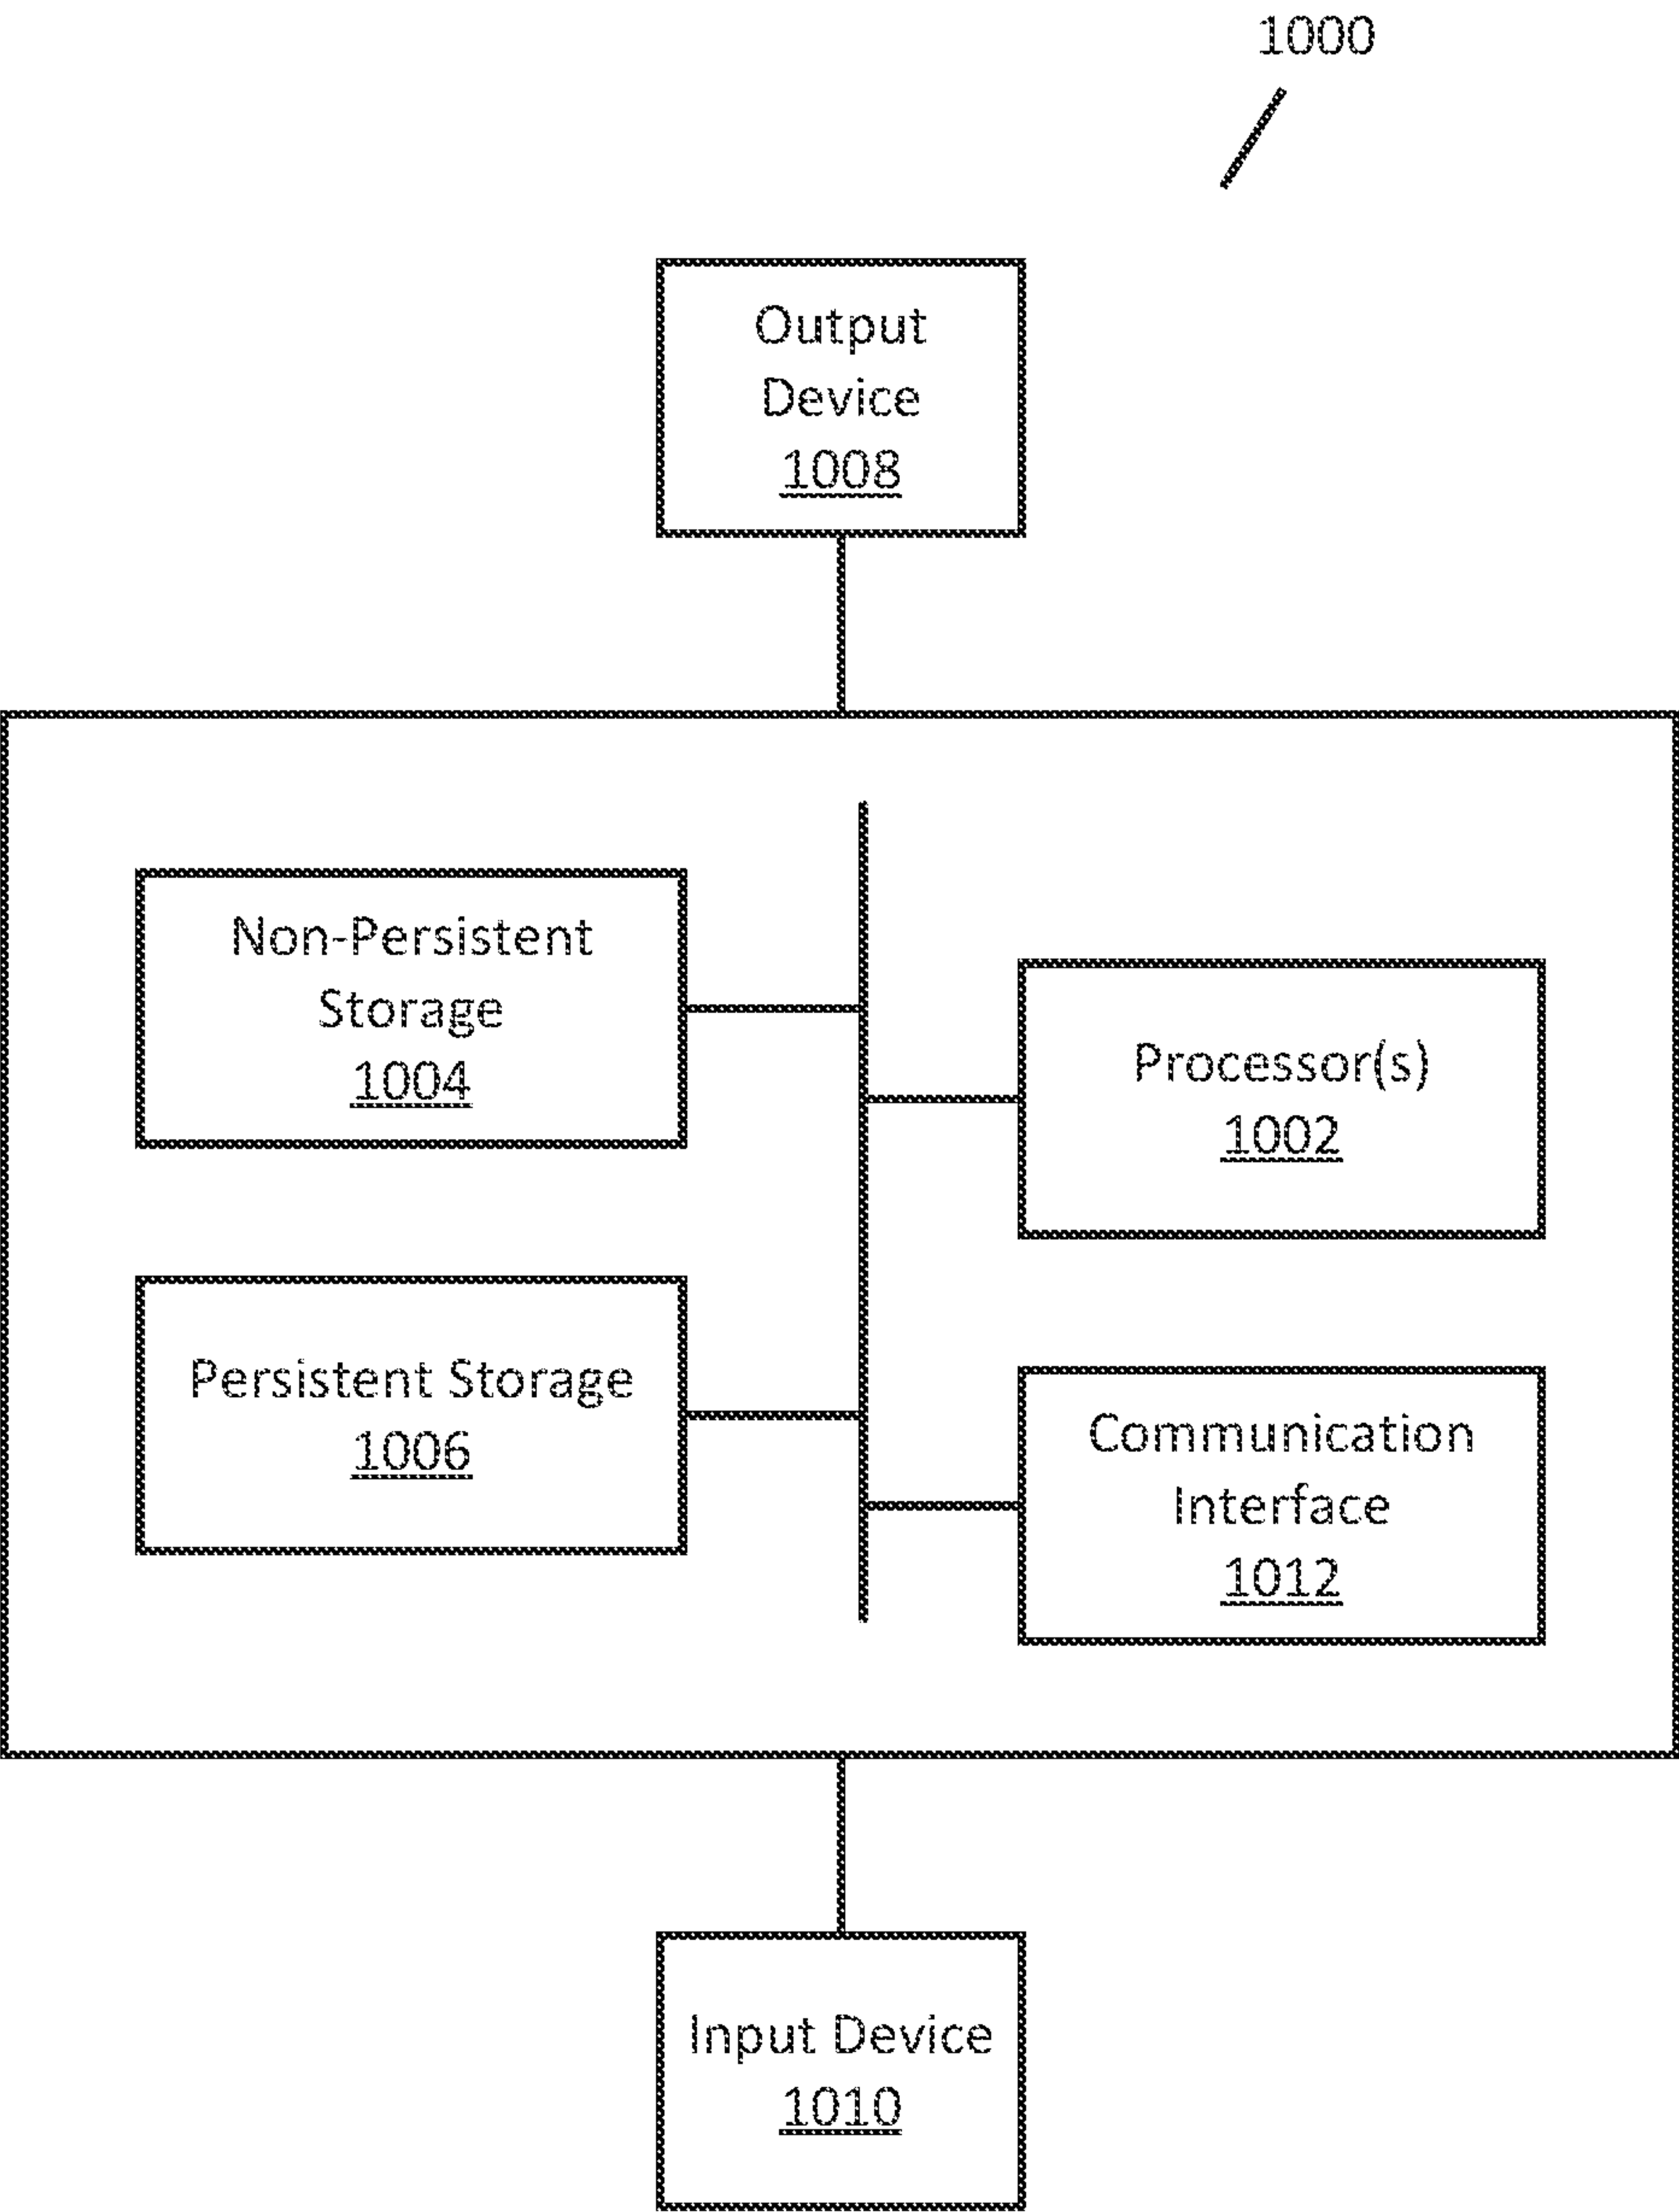 1000
Output
Device
1008
Non-Persistent
Storage
1004
Processor(s)
1002
Persistent Storage
1006
Communication
Interface
1012
Input Device
1010